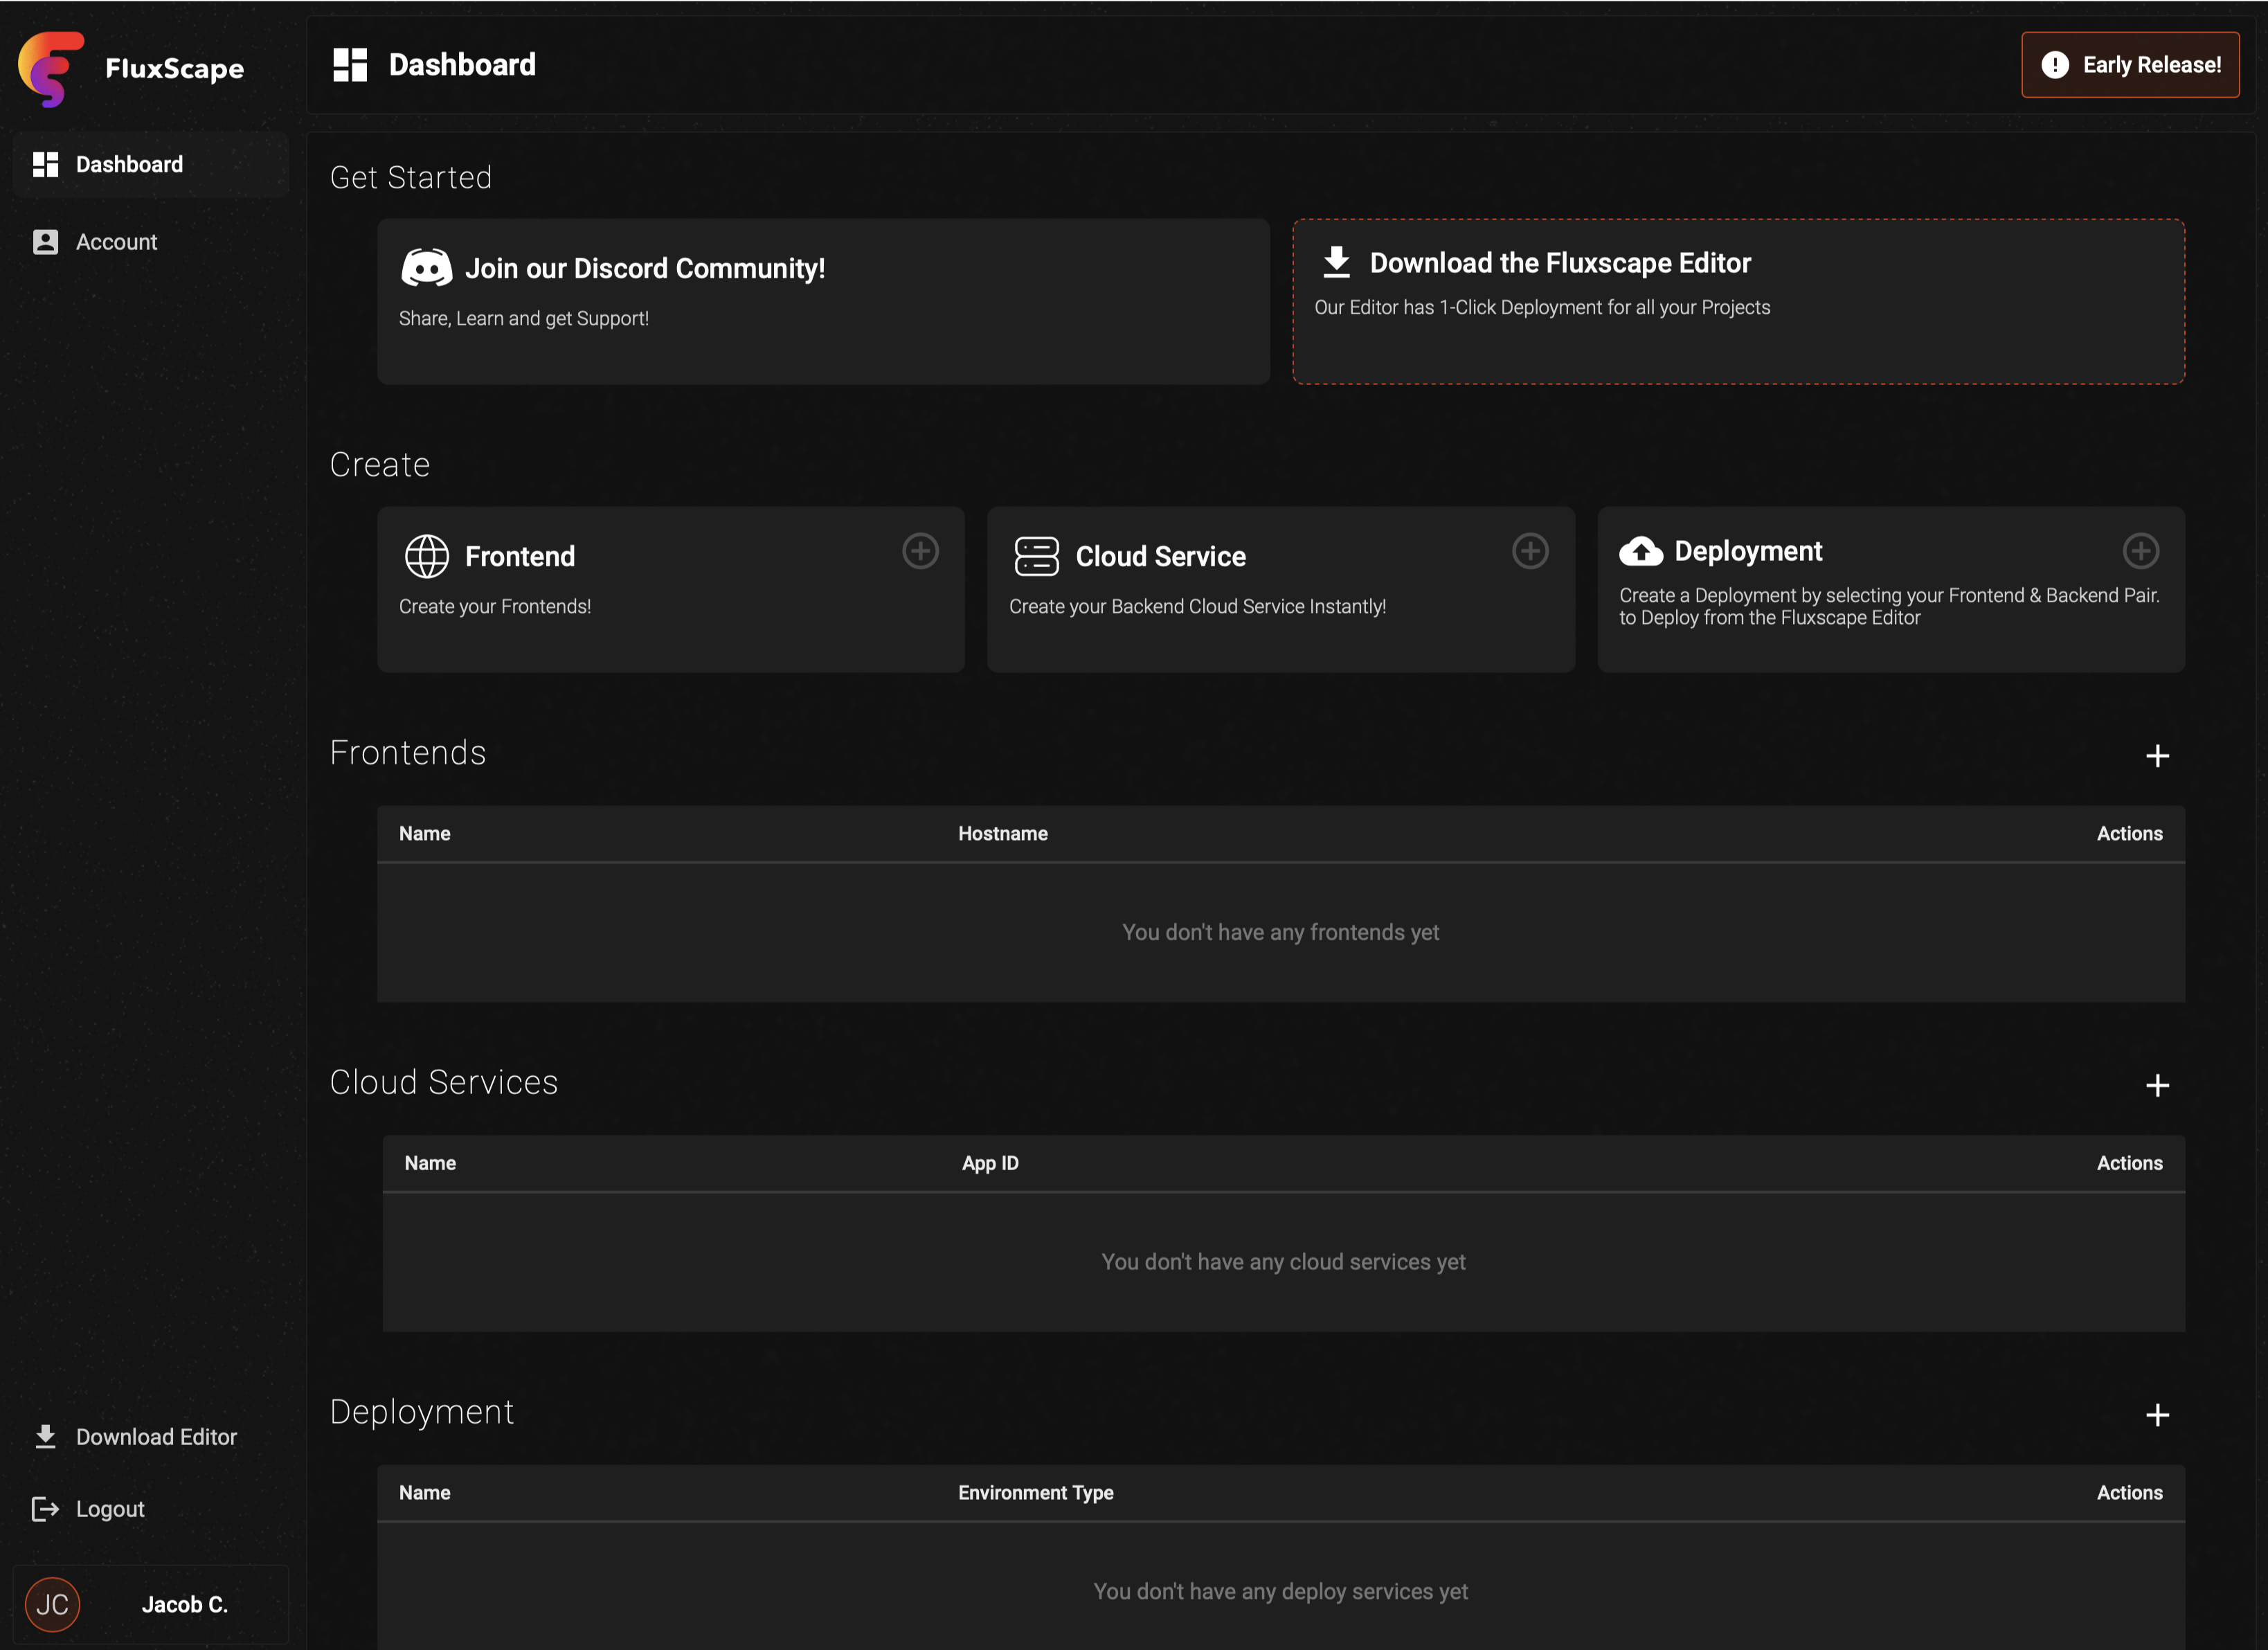 FluxScape
Dashboard
Account
Download Editor
Logout
JC
Jacob C.
Dashboard
Early Release!
Get Started
Join our Discord Community!
Share, Learn and get Support!
Download the Fluxscape Editor
Our Editor has 1-Click Deployment for all your Projects
Create
Frontend
Create your Frontends!
Cloud Service
Create your Backend Cloud Service Instantly!
Deployment
Create a Deployment by selecting your Frontend & Backend Pair.
to Deploy from the Fluxscape Editor
Frontends
Name Hostname Actions
You don't have any frontends yet
Cloud Services
Name App ID Actions
You don't have any cloud services yet
Deployment
Name Environment Type Actions
You don't have any deploy services yet